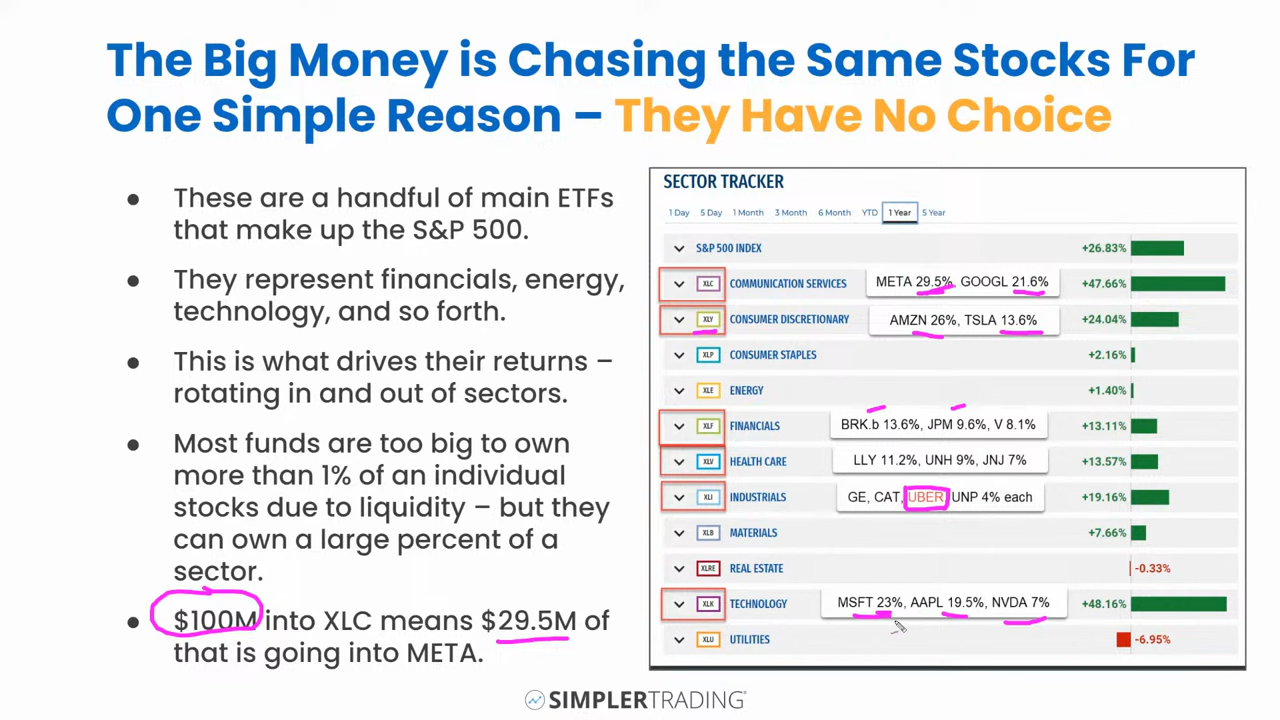 The Big Money is Chasing the Same Stocks For
One Simple Reason – They Have No Choice
● These are a handful of main ETFs
that make up the S&P 500.
● They represent financials, energy,
technology, and so forth.
● This is what drives their returns –
rotating in and out of sectors.
● Most funds are too big to own
more than 1% of an individual
stocks due to liquidity – but they
can own a large percent of a
sector.
● $100M into XLC means $29.5M of
that is going into META.
SECTOR TRACKER
1 Day 5 Day 1 Month 3 Month 6 Month YTD 1 Year 5 Year
S&P 500 INDEX +26.83%
XLC COMMUNICATION SERVICES META 29.5%, GOOGL 21.6% +47.66%
XLY CONSUMER DISCRETIONARY AMZN 26%, TSLA 13.6% +24.04%
XLP CONSUMER STAPLES +2.16%
XLE ENERGY +1.40%
XLF FINANCIALS BRK.b 13.6%, JPM 9.6%, V 8.1% +13.11%
XLV HEALTH CARE LLY 11.2%, UNH 9%, JNJ 7% +13.57%
XLI INDUSTRIALS GE, CAT, UBER, UNP 4% each +19.16%
XLB MATERIALS +7.66%
XLRE REAL ESTATE -0.33%
XLK TECHNOLOGY MSFT 23%, AAPL 19.5%, NVDA 7% +48.16%
XLU UTILITIES -6.95%
SIMPLERTRADING®